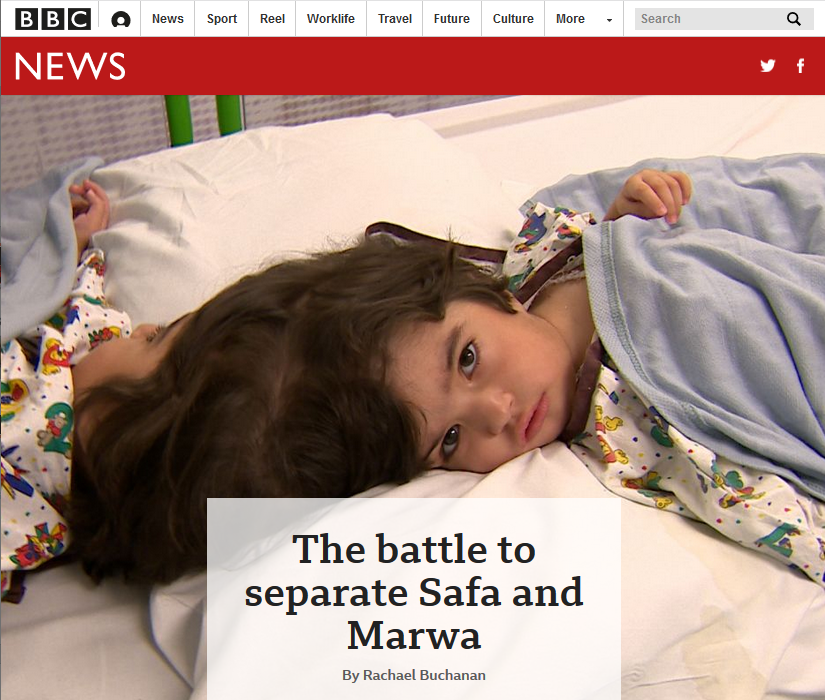 BBC News Sport Reel Worklife Travel Future Culture More Search
NEWS
The battle to
separate Safa and
Marwa
By Rachael Buchanan